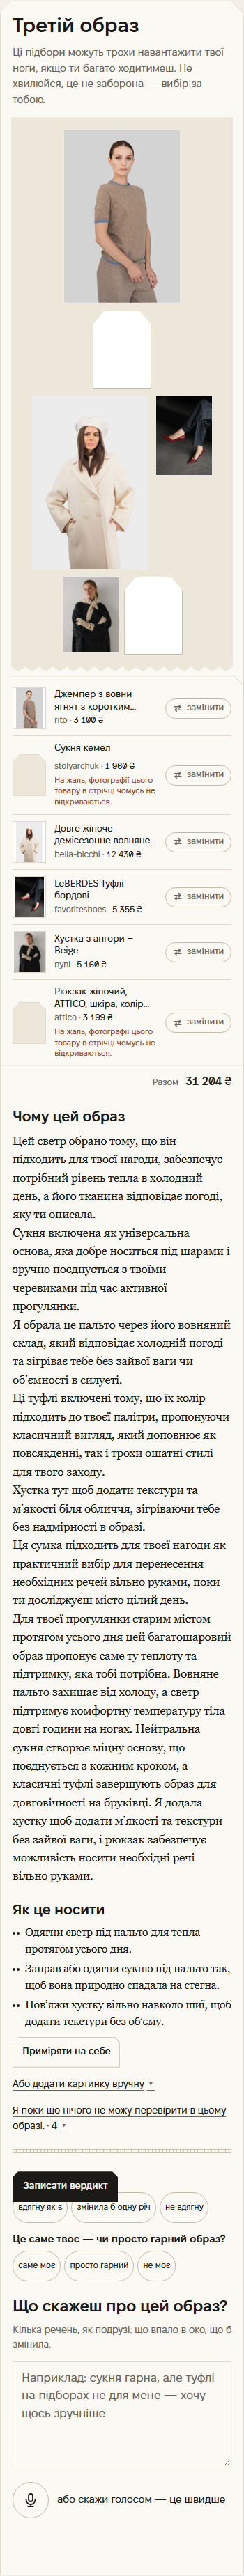 Третій образ
Ці підбори можуть трохи навантажити твої
ноги, якщо ти багато ходитимеш. Не
хвилюйся, це не заборона — вибір за
тобою.
Джемпер з вовни
ягнят з коротким...
rito · 3 100 ₴
замінити
Сукня кемел
stolyarchuk · 1 960 ₴
На жаль, фотографії цього
товару в стрічці чомусь не
відкриваються.
замінити
Довге жіноче
демісезонне вовняне...
bella-bicchi · 12 430 ₴
замінити
LeBERDES Туфлі
бордові
favoriteshoes · 5 355 ₴
замінити
Хустка з ангори –
Beige
nyni · 5 160 ₴
замінити
Рюкзак жіночий,
ATTICO, шкіра, колір...
attico · 3 199 ₴
На жаль, фотографії цього
товару в стрічці чомусь не
відкриваються.
замінити
Разом 31 204 ₴
Чому цей образ
Цей светр обрано тому, що він
підходить для твоєї нагоди, забезпечує
потрібний рівень тепла в холодний
день, а його тканина відповідає погоді,
яку ти описала.
Сукня включена як універсальна
основа, яка добре носиться під шарами і
зручно поєднується з твоїми
черевиками під час активної
прогулянки.
Я обрала це пальто через його вовняний
склад, який відповідає холодній погоді
та зігріває тебе без зайвої ваги чи
об'ємності в силуеті.
Ці туфлі включені тому, що їх колір
підходить до твоєї палітри, пропонуючи
класичний вигляд, який доповнює як
повсякденні, так і трохи ошатні стилі
для твого заходу.
Хустка тут щоб додати текстури та
м'якості біля обличчя, зігріваючи тебе
без надмірності в образі.
Ця сумка підходить для твоєї нагоди як
практичний вибір для перенесення
необхідних речей вільно руками, поки
ти досліджуєш місто цілий день.
Для твоєї прогулянки старим містом
протягом усього дня цей багатошаровий
образ пропонує саме ту теплоту та
підтримку, яка тобі потрібна. Вовняне
пальто захищає від холоду, а светр
підтримує комфортну температуру тіла
довгі години на ногах. Нейтральна
сукня створює міцну основу, що
поєднується з кожним кроком, а
класичні туфлі завершують образ для
довговічності на бруківці. Я додала
хустку щоб додати м'якості та текстури
без зайвої ваги, і рюкзак забезпечує
можливість носити необхідні речі
вільно руками.
Як це носити
Одягни светр під пальто для тепла
протягом усього дня.
Заправ або одягни сукню під пальто так,
щоб вона природно спадала на стегна.
Пов'яжи хустку вільно навколо шиї, щоб
додати текстури без об'єму.
Приміряти на себе
Або додати картинку вручну
Я поки що нічого не можу перевірити в цьому
образі. · 4
Записати вердикт
вдягну як є
змінила б одну річ
не вдягну
Це саме твоє — чи просто гарний образ?
саме моє
просто гарний
не моє
Що скажеш про цей образ?
Кілька речень, як подрузі: що впало в око, що б
змінила.
Наприклад: сукня гарна, але туфлі
на підборах не для мене — хочу
щось зручніше
або скажи голосом — це швидше